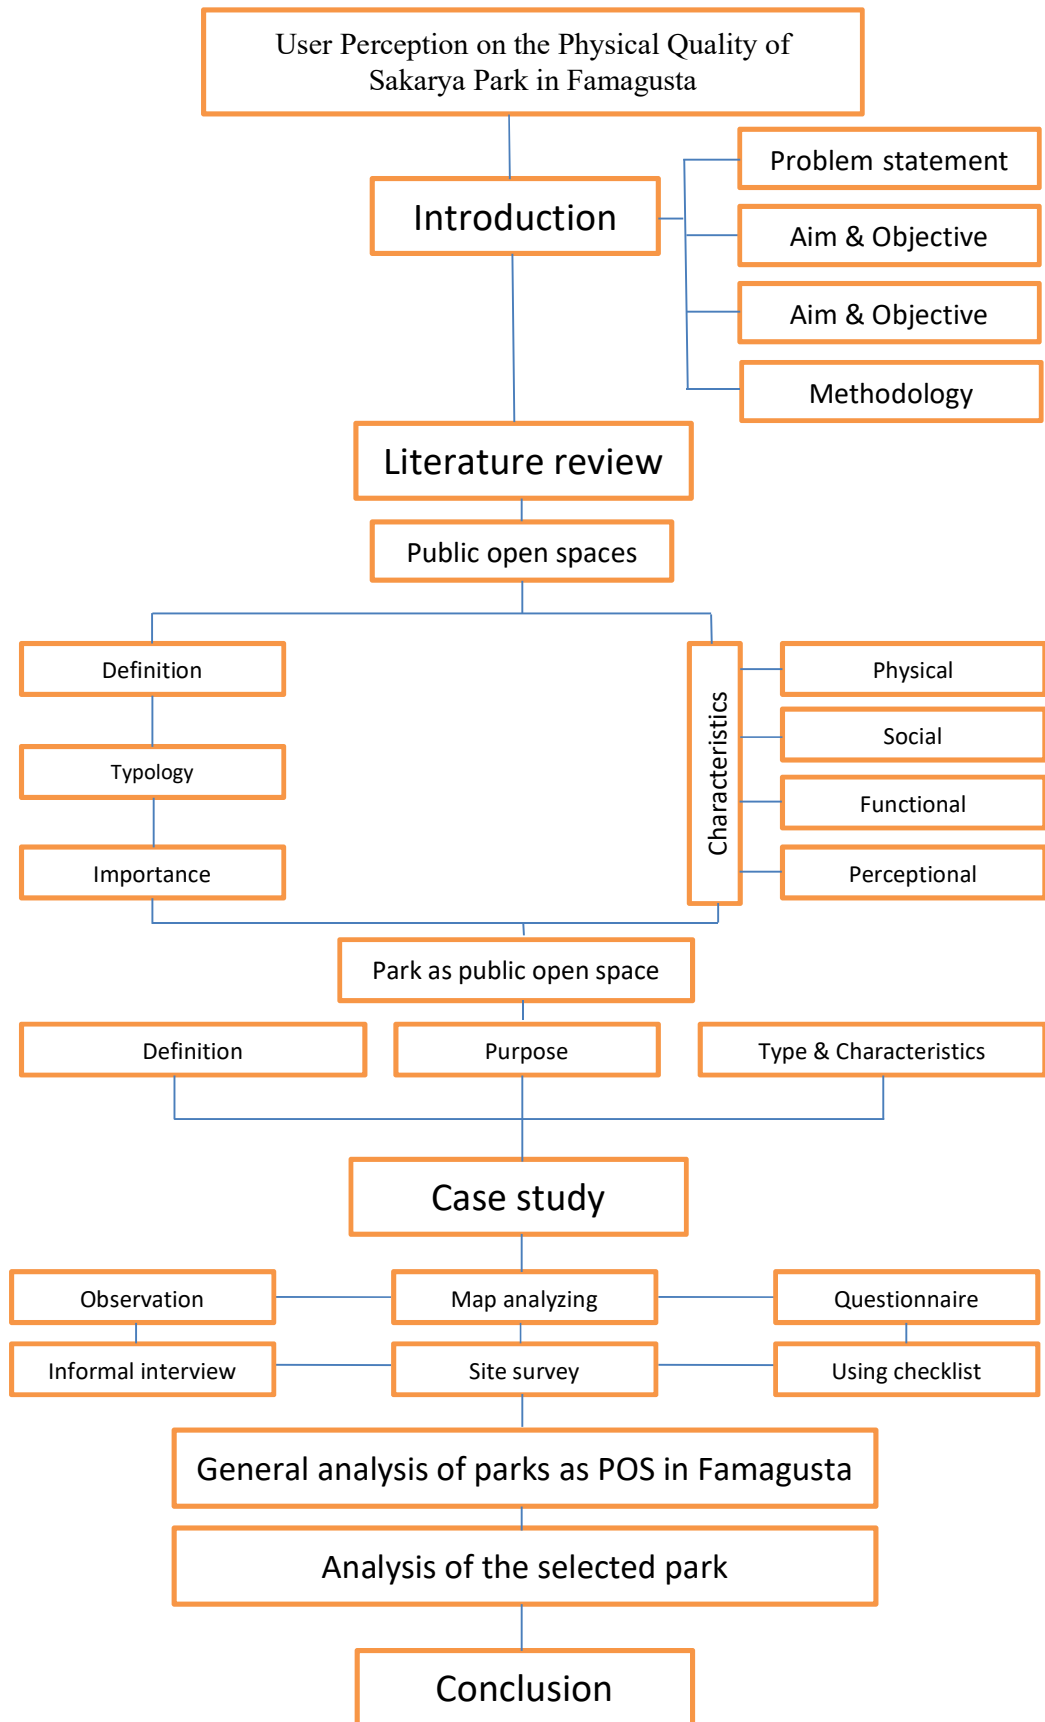 User Perception on the Physical Quality of
Sakarya Park in Famagusta
Introduction
Problem statement
Aim & Objective
Aim & Objective
Methodology
Literature review
Public open spaces
Definition
Typology
Importance
Characteristics
Physical
Social
Functional
Perceptional
Park as public open space
Definition
Purpose
Type & Characteristics
Case study
Observation
Map analyzing
Questionnaire
Informal interview
Site survey
Using checklist
General analysis of parks as POS in Famagusta
Analysis of the selected park
Conclusion